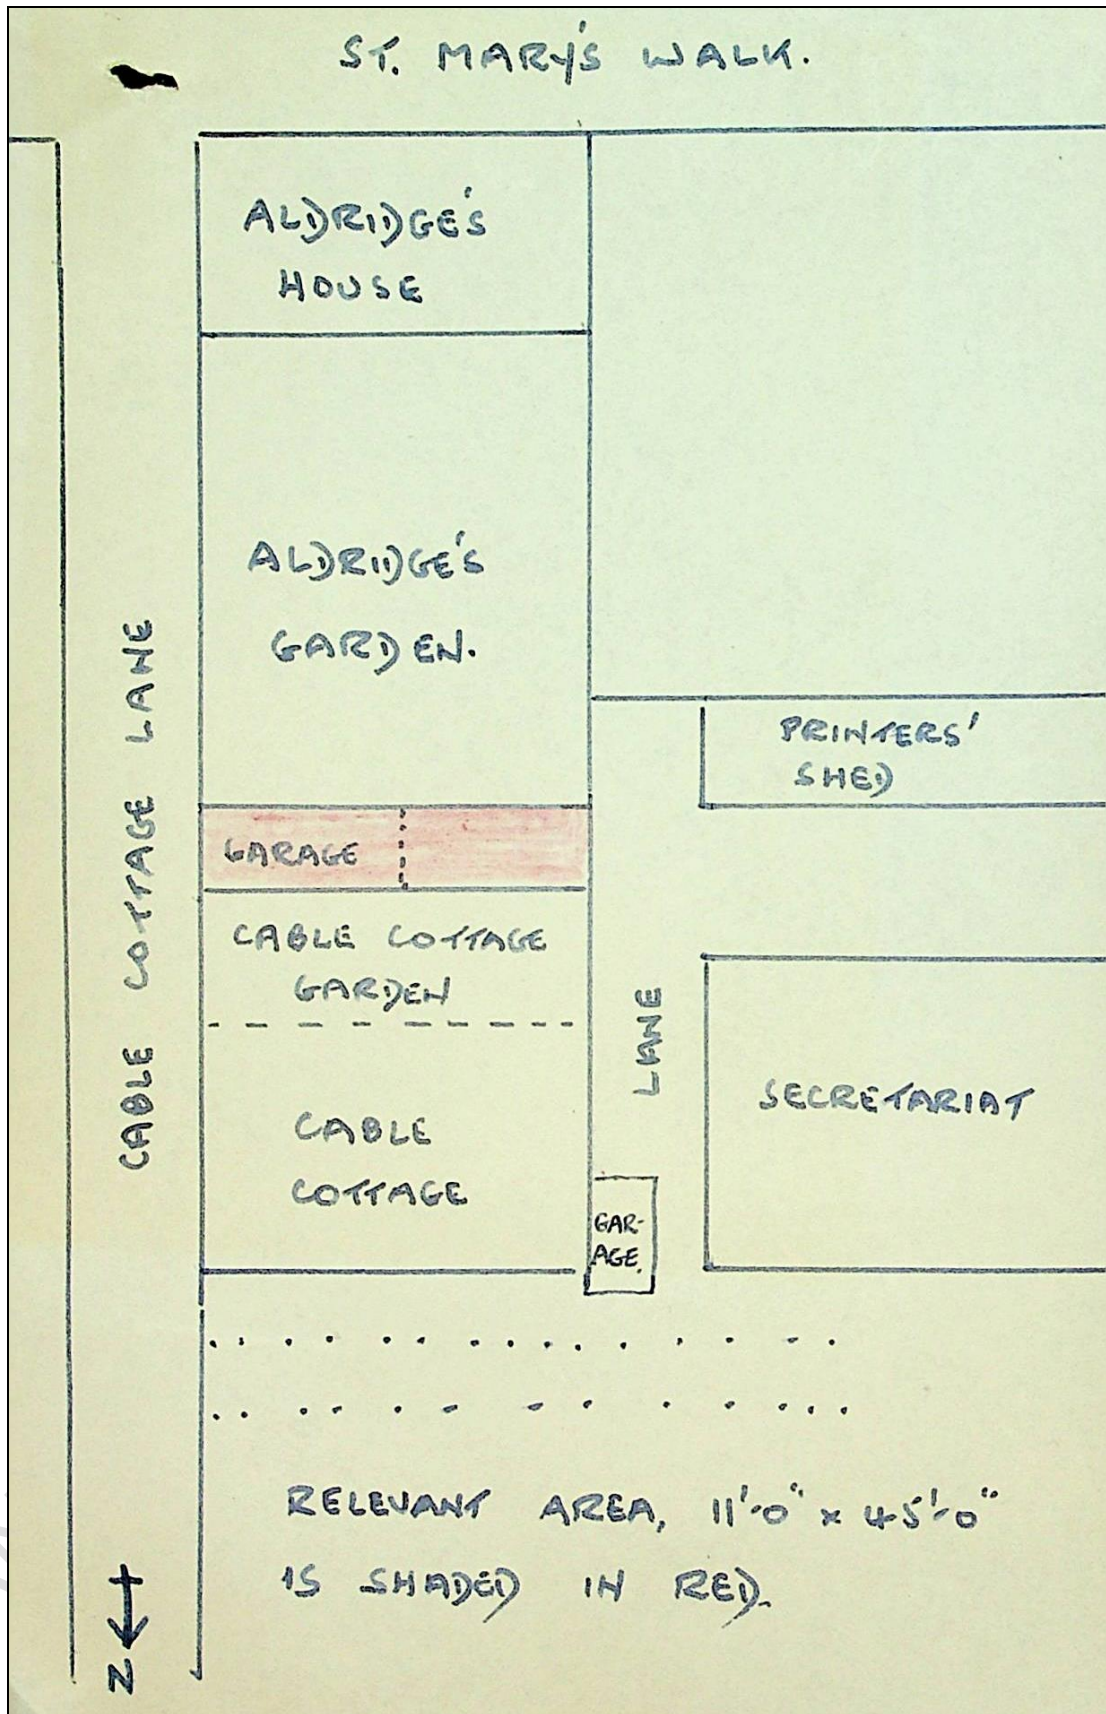 ST. MARY'S WALK.
ALDRIDGE'S
HOUSE
ALDRIDGE'S
GARDEN.
CABLE COTTAGE LANE
PRINTERS'
SHED
GARAGE
CABLE COTTAGE
GARDEN
LANE
SECRETARIAT
CABLE
COTTAGE
GAR-
AGE.
RELEVANT AREA, 11'-0" x 45'-0"
IS SHADED IN RED.
N